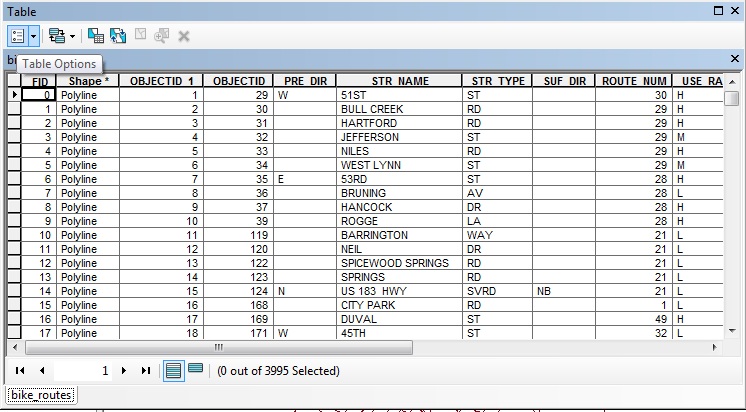 Table
bi
Table Options
FID Shape * OBJECTID_1 OBJECTID PRE_DIR STR_NAME STR_TYPE SUF_DIR ROUTE_NUM USE_RA
0 Polyline 1 29 W 51ST ST 30 H
1 Polyline 2 30 BULL CREEK RD 29 H
2 Polyline 3 31 HARTFORD RD 29 H
3 Polyline 4 32 JEFFERSON ST 29 M
4 Polyline 5 33 NILES RD 29 H
5 Polyline 6 34 WEST LYNN ST 29 M
6 Polyline 7 35 E 53RD ST 28 H
7 Polyline 8 36 BRUNING AV 28 L
8 Polyline 9 37 HANCOCK DR 28 H
9 Polyline 10 39 ROGGE LA 28 H
10 Polyline 11 119 BARRINGTON WAY 21 L
11 Polyline 12 120 NEIL DR 21 L
12 Polyline 13 122 SPICEWOOD SPRINGS RD 21 L
13 Polyline 14 123 SPRINGS RD 21 L
14 Polyline 15 124 N US 183 HWY SVRD NB 21 L
15 Polyline 16 168 CITY PARK RD 1 L
16 Polyline 17 169 DUVAL ST 49 H
17 Polyline 18 171 W 45TH ST 32 L
1 (0 out of 3995 Selected)
bike_routes